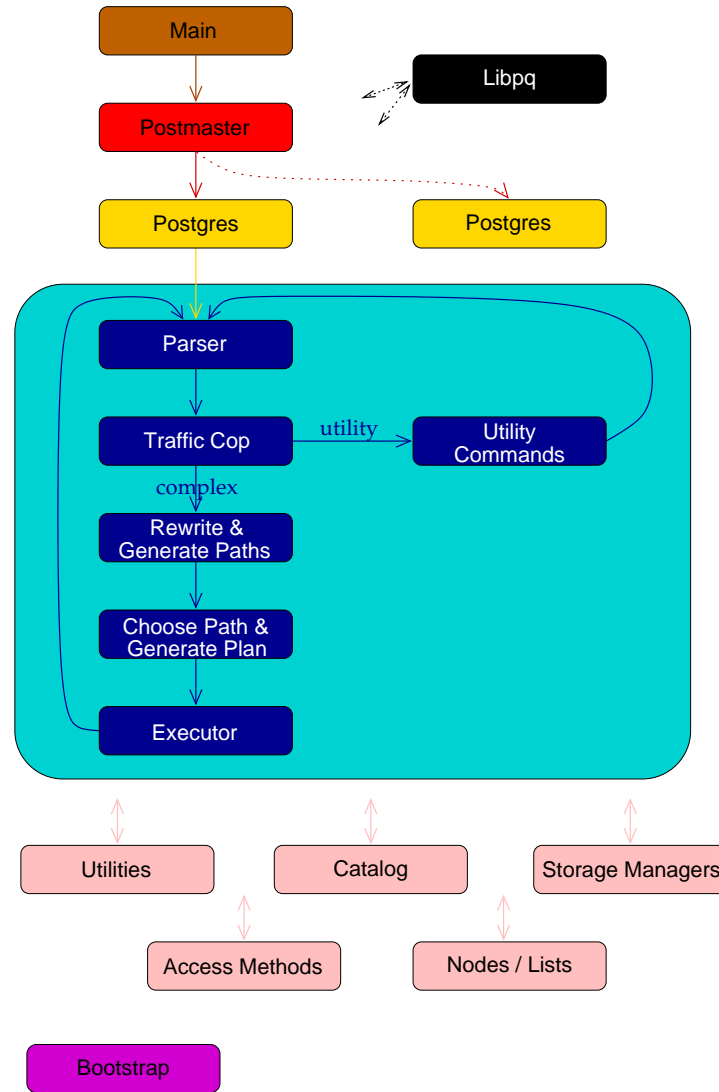 Main
Libpq
Postmaster
Postgres
Postgres
Parser
Traffic Cop
utility
Utility
Commands
complex
Rewrite &
Generate Paths
Choose Path &
Generate Plan
Executor
Utilities
Catalog
Storage Managers
Access Methods
Nodes / Lists
Bootstrap